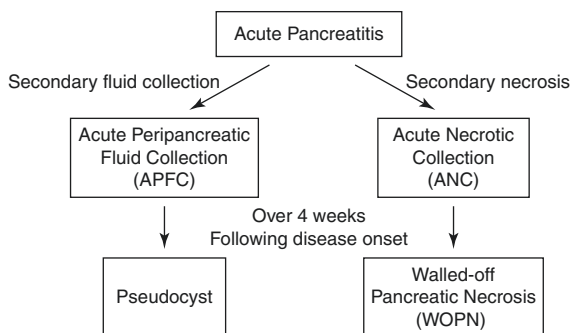 Acute Pancreatitis
Secondary fluid collection
Secondary necrosis
Acute Peripancreatic
Fluid Collection
(APFC)
Acute Necrotic
Collection
(ANC)
Over 4 weeks
Following disease onset
Pseudocyst
Walled-off
Pancreatic Necrosis
(WOPN)